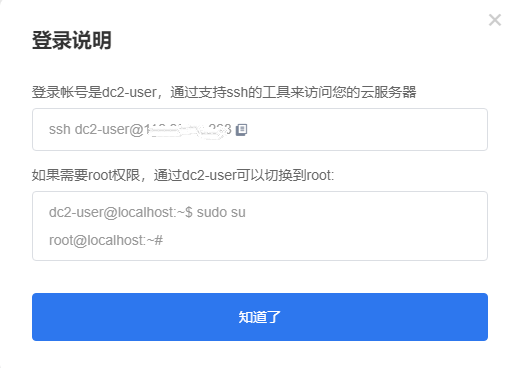 登录说明
登录帐号是dc2-user，通过支持ssh的工具来访问您的云服务器
ssh dc2-user@
如果需要root权限，通过dc2-user可以切换到root:
dc2-user@localhost:~$ sudo su
root@localhost:~#
知道了